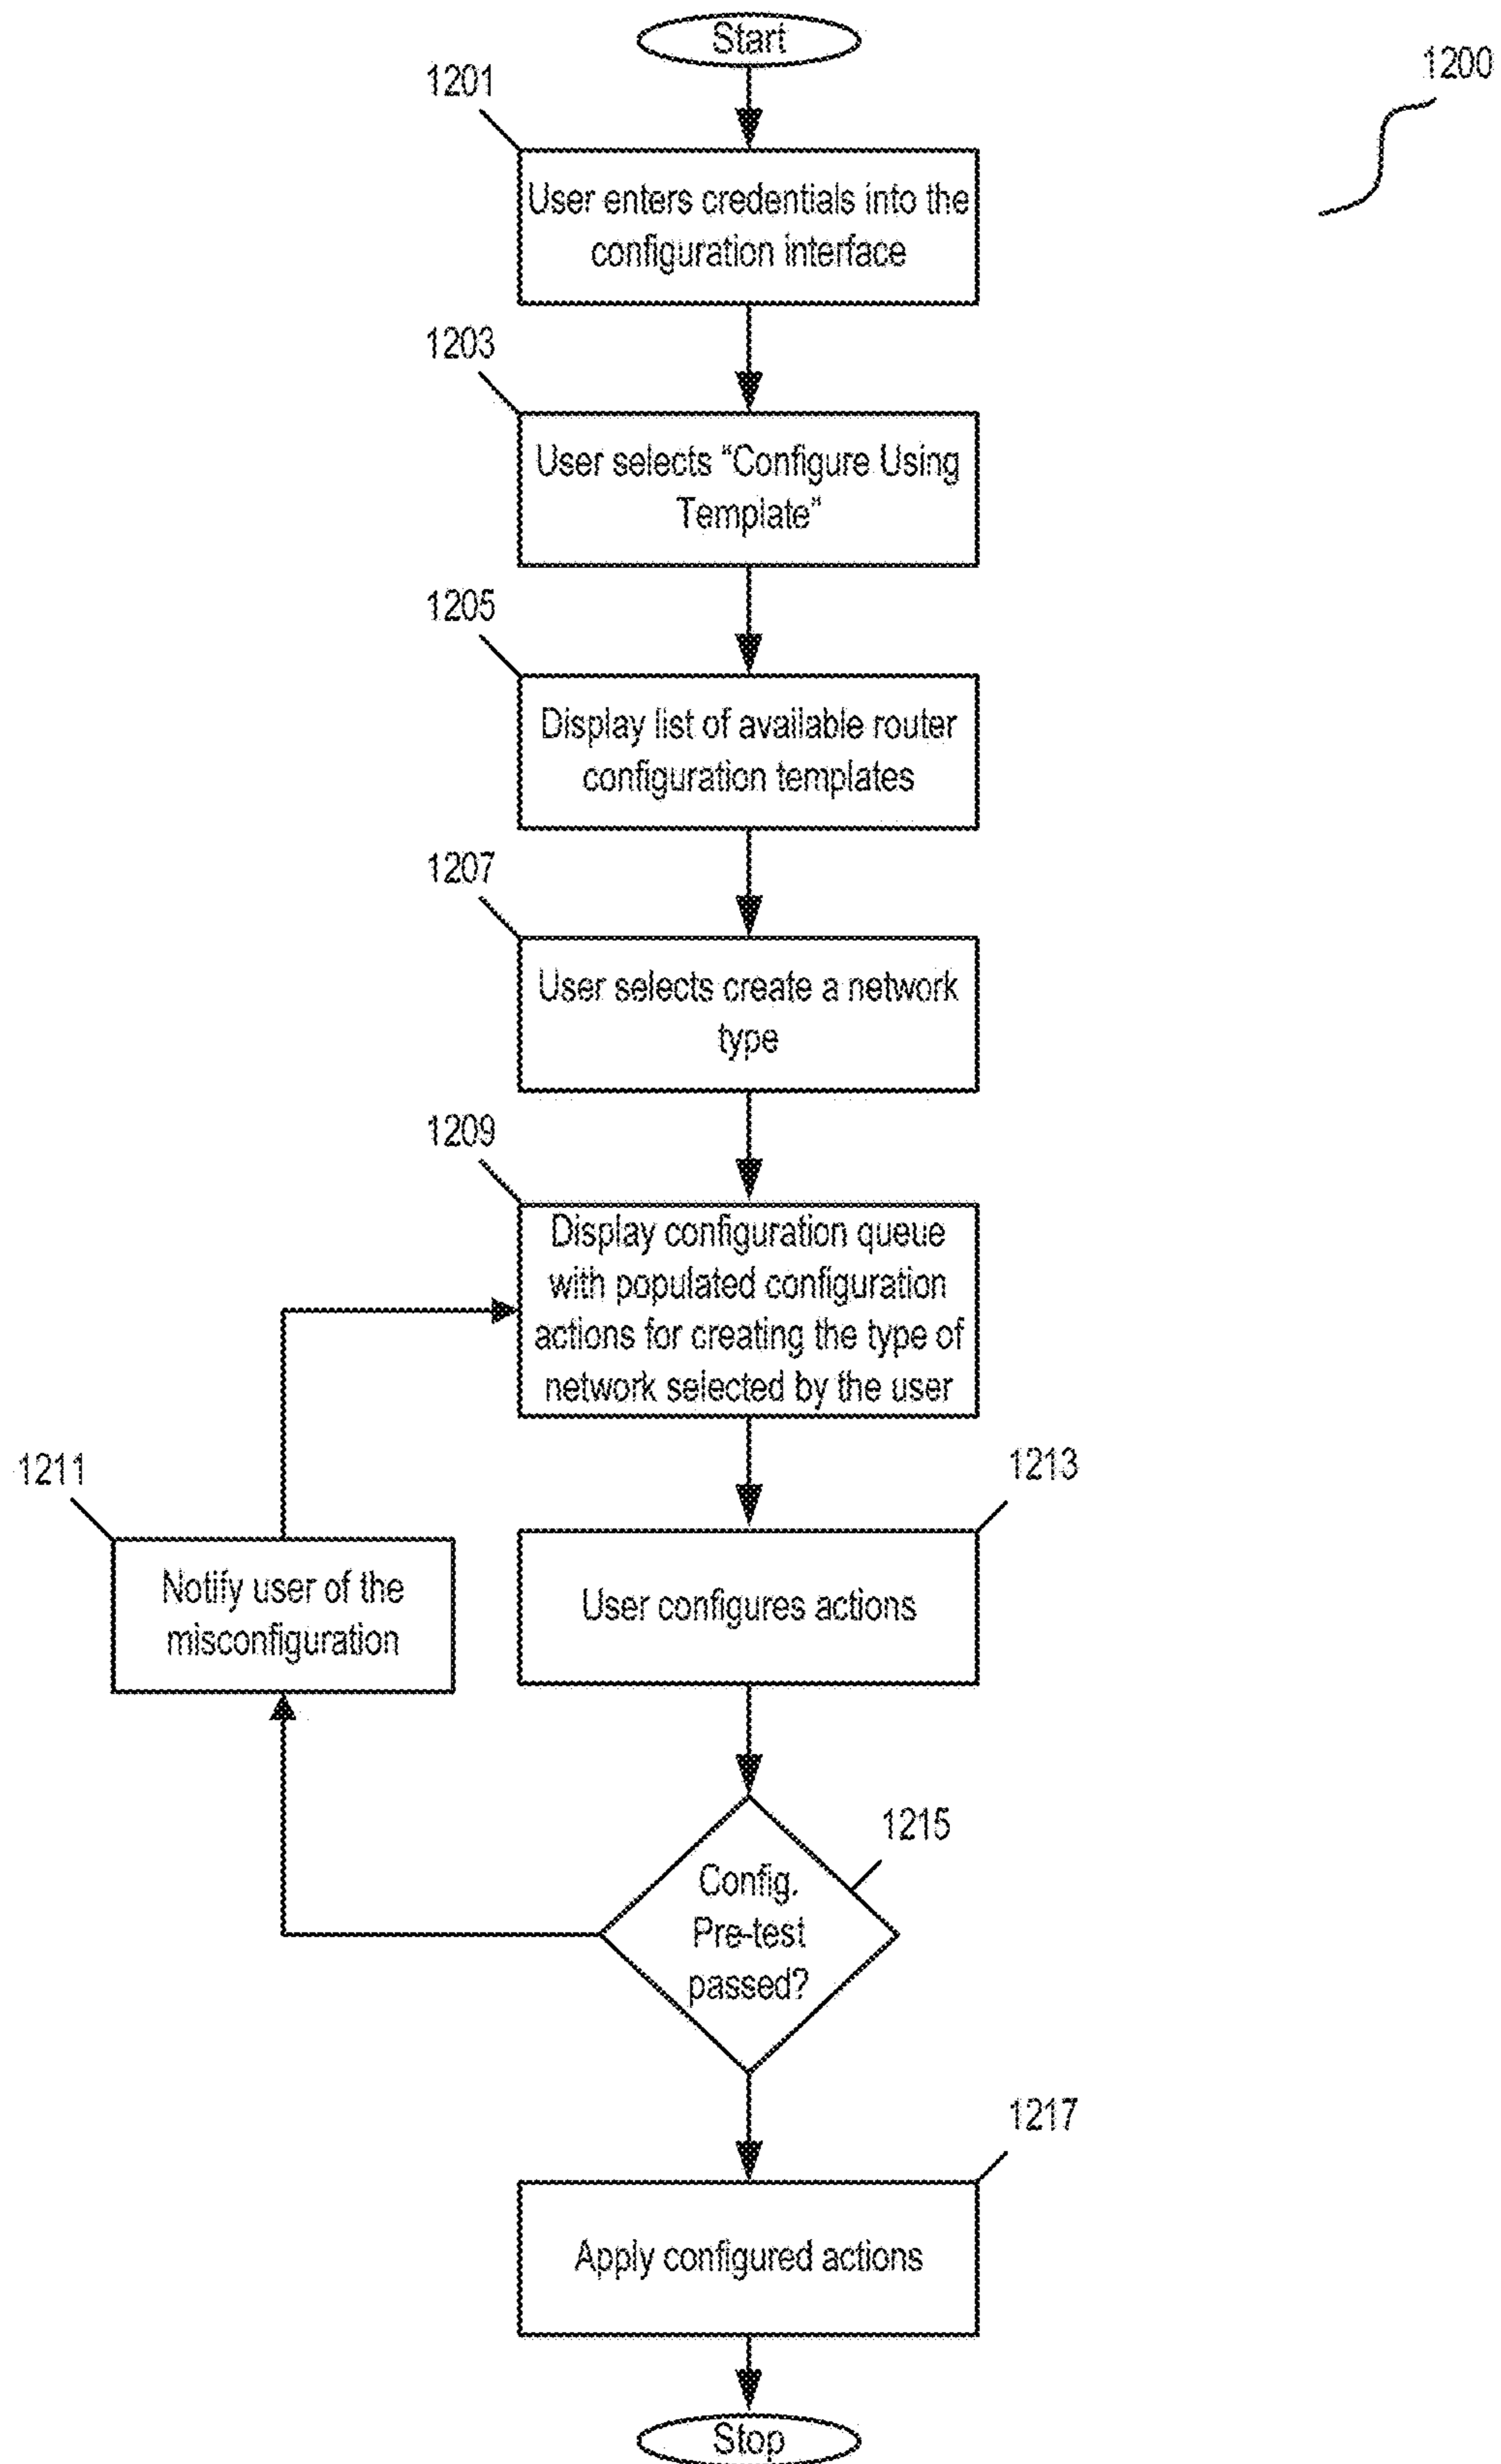 Start
1200
1201
User enters credentials into the
configuration interface
1203
User selects “Configure Using
Template”
1205
Display list of available router
configuration templates
1207
User selects create a network
type
1209
Display configuration queue
with populated configuration
actions for creating the type of
network selected by the user
1211
Notify user of the
misconfiguration
1213
User configures actions
1215
Config.
Pre-test
passed?
1217
Apply configured actions
Stop